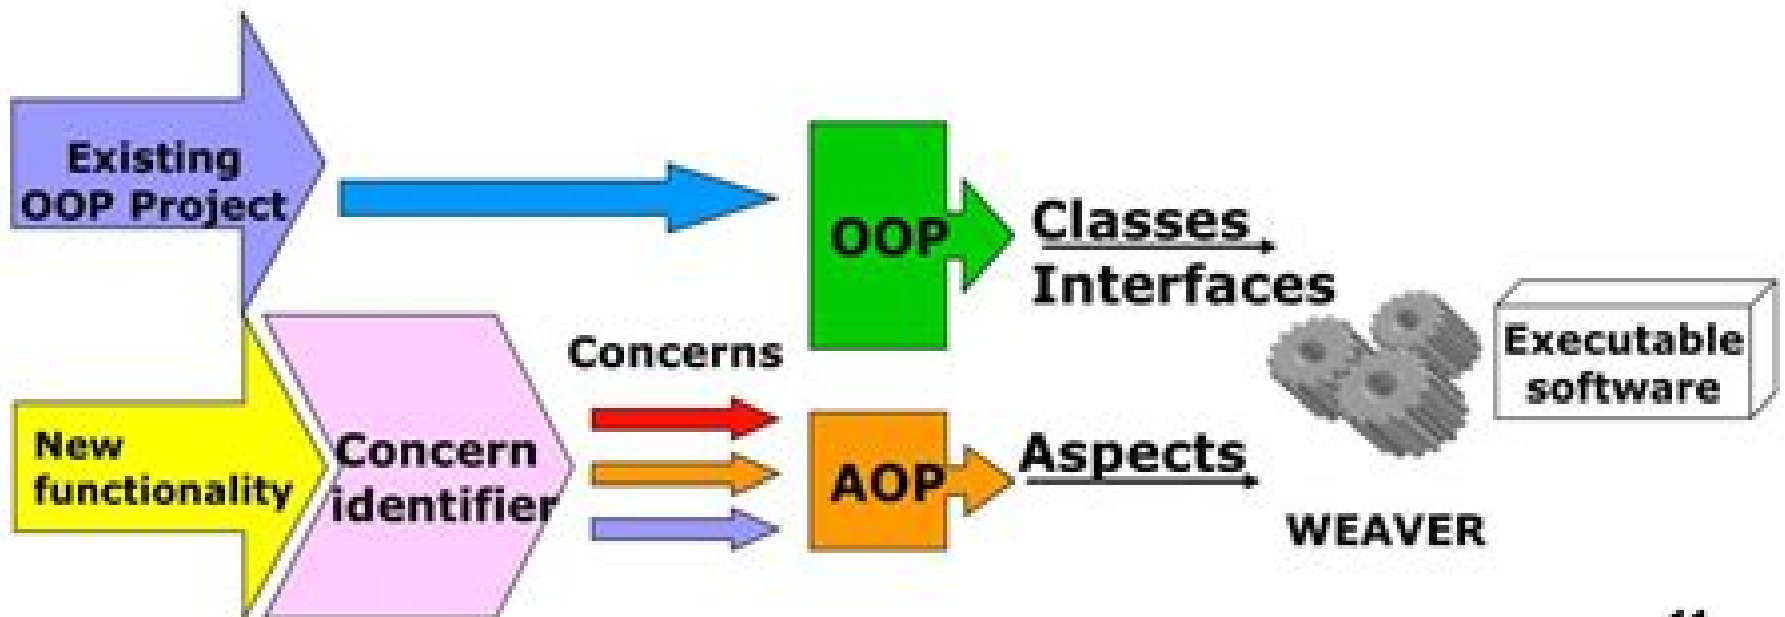 Existing
OOP Project
OOP
Classes
Interfaces
New
functionality
Concern
identifier
Concerns
AOP
Aspects
WEAVER
Executable
software